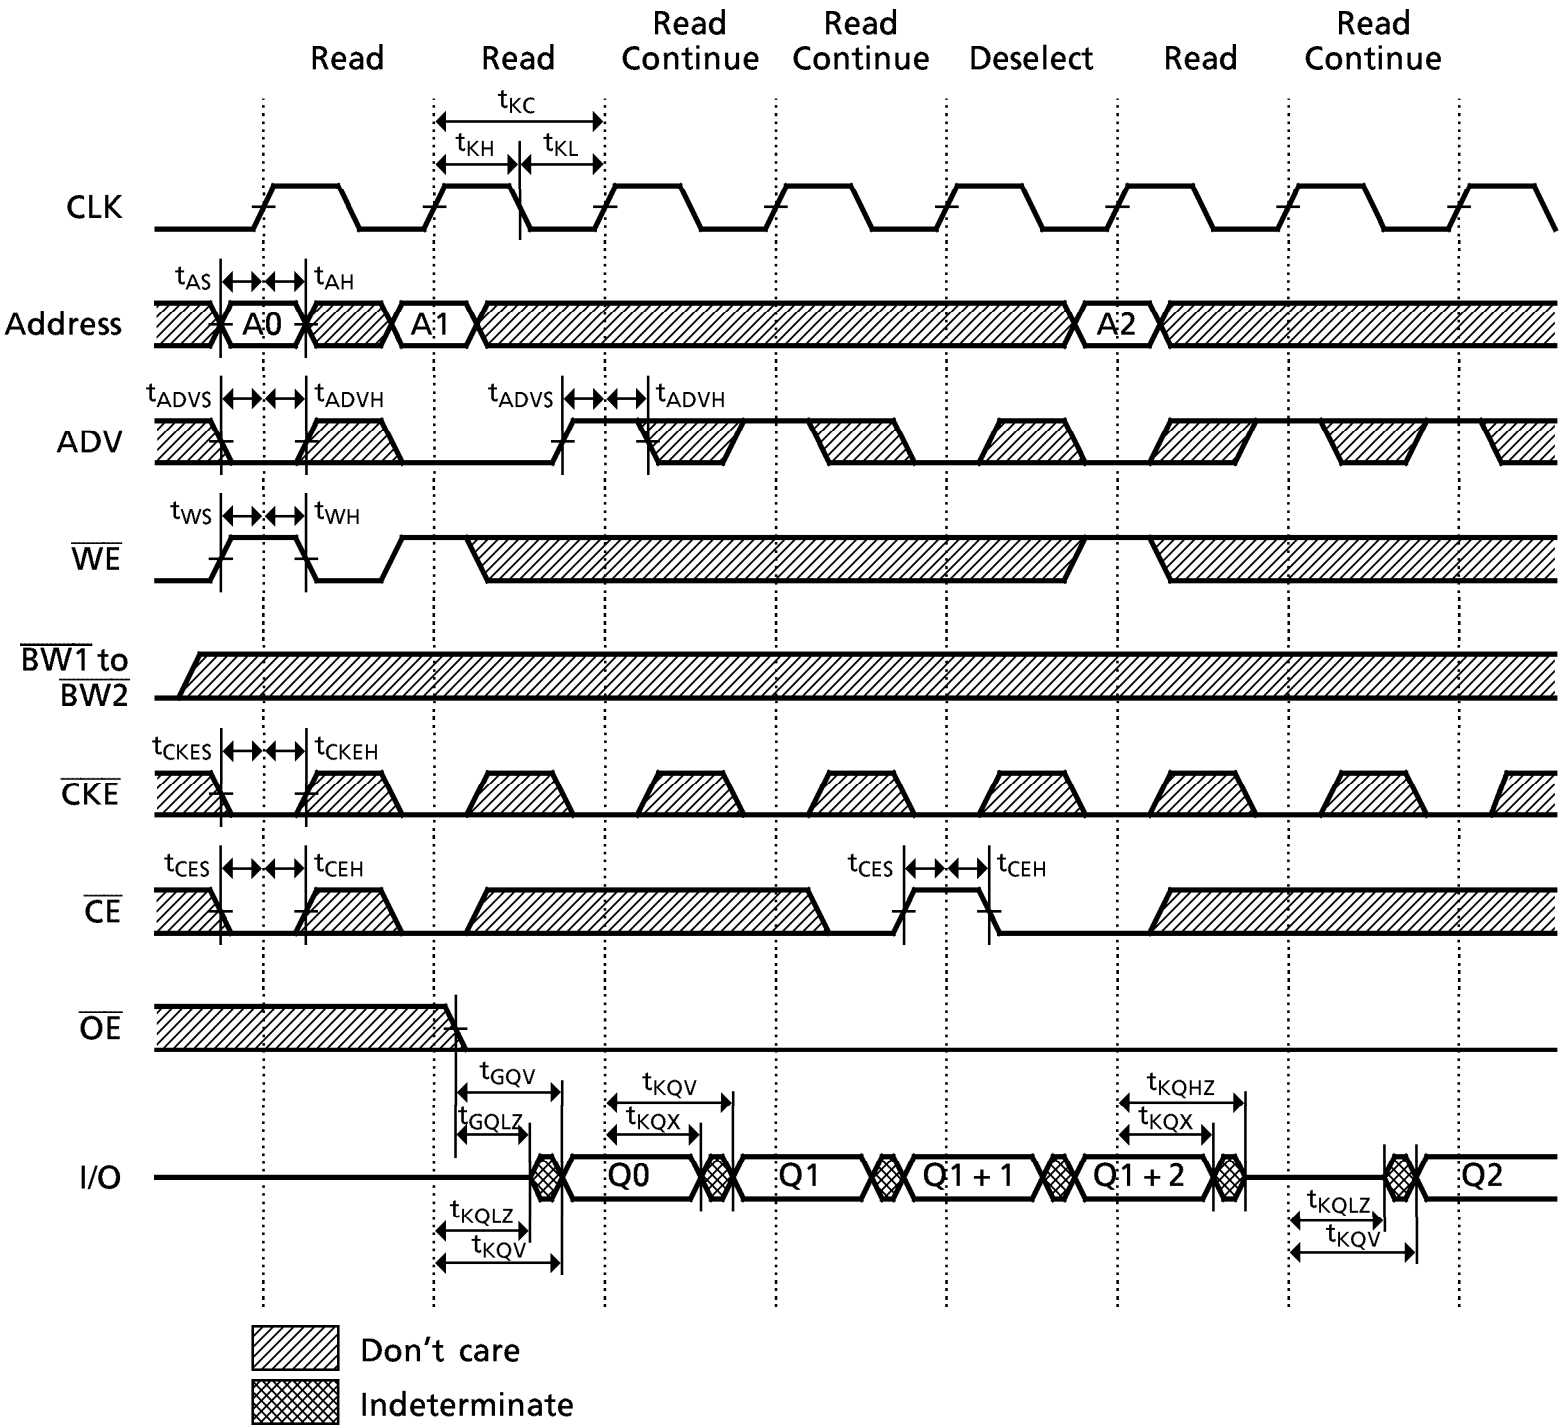 Read
Read
Read
Continue
Read
Continue
Deselect
Read
Read
Continue
tKC
tKH
tKL
CLK
tAS
tAH
Address
A0
A1
A2
tADVS
tADVH
tADVS
tADVH
ADV
tWS
tWH
WE
BW1 to
BW2
tCKES
tCKEH
CKE
tCES
tCEH
tCES
tCEH
CE
OE
tGQV
tKQV
tKQHZ
tGQLZ
tKQX
tKQX
I/O
Q0
Q1
Q1 + 1
Q1 + 2
Q2
tKQLZ
tKQLZ
tKQV
tKQV
Don't care
Indeterminate